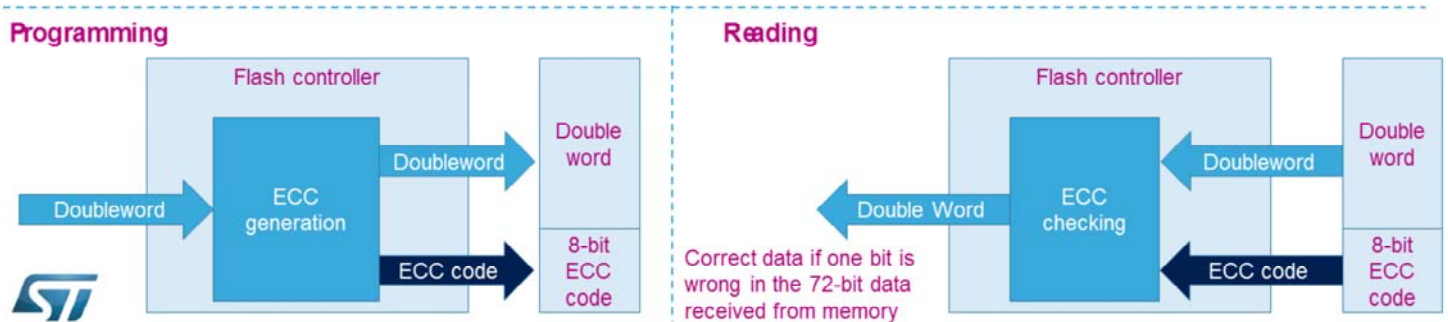 Programming
Flash controller
Doubleword
ECC
generation
Doubleword
ECC code
Double
word
8-bit
ECC
code
ST
Reading
Flash controller
Double Word
Correct data if one bit is
wrong in the 72-bit data
received from memory
ECC
checking
Doubleword
ECC code
Double
word
8-bit
ECC
code